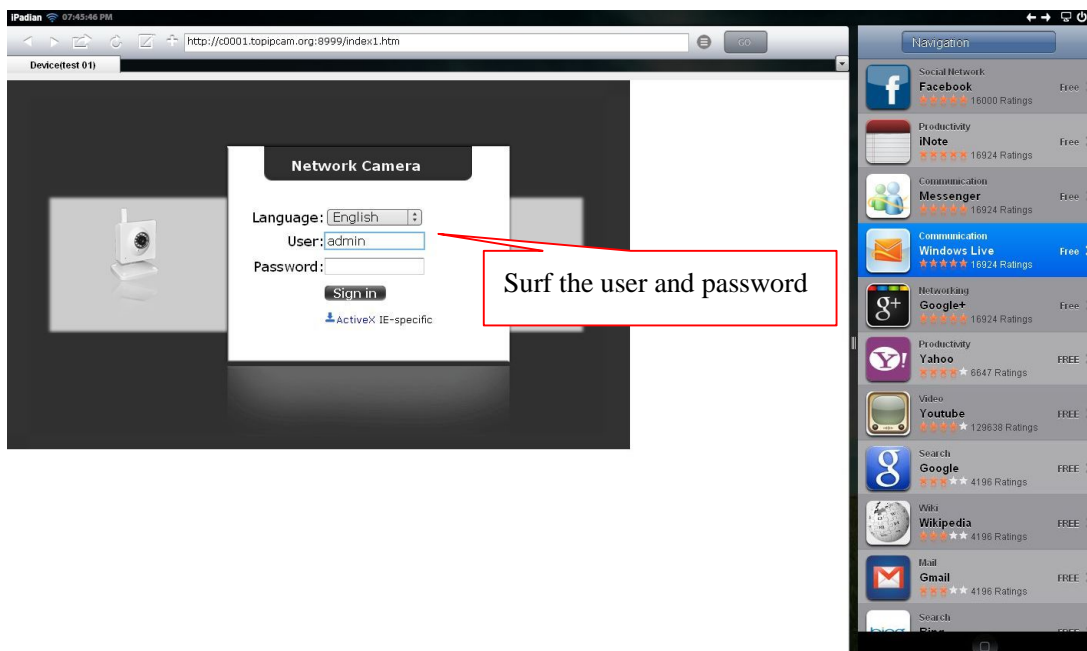 iPadian 07:45:46 PM
http://c0001.topipcam.org:8999/index1.htm
GO
Device(test 01)
Network Camera
Language: English
User: admin
Password:
Sign in
ActiveX IE-specific
Surf the user and password
Navigation
Social Network
Facebook Free
16000 Ratings
Productivity
iNote Free
16924 Ratings
Communication
Messenger Free
16924 Ratings
Communication
Windows Live Free
16924 Ratings
Networking
Google+ Free
16924 Ratings
Productivity
Yahoo FREE
6647 Ratings
Video
Youtube FREE
129638 Ratings
Search
Google FREE
4196 Ratings
Wiki
Wikipedia FREE
4196 Ratings
Mail
Gmail FREE
4196 Ratings
Search